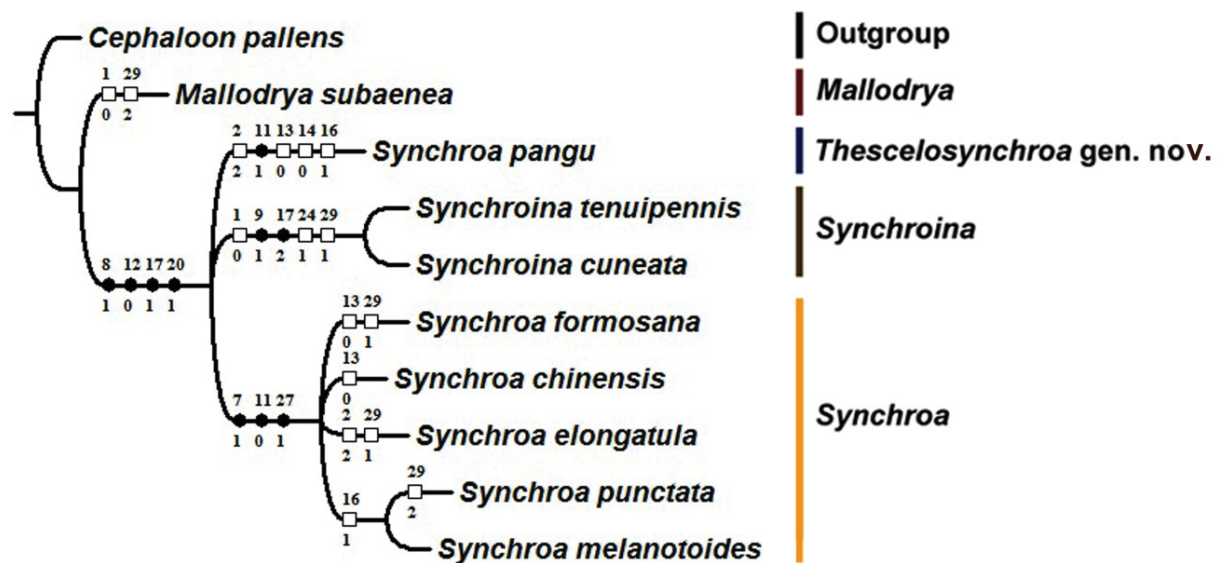 Cephaloon pallens
Outgroup
1 29
0 2
Mallodrya subaenea
Mallodrya
2 11 13 14 16
2 1 0 0 1
Synchroa pangu
Thescelosynchroa gen. nov.
1 9 17 24 29
0 1 2 1 1
Synchroina tenuipennis
Synchroina cuneata
Synchroina
8 12 17 20
1 0 1 1
13 29
0 1
Synchroa formosana
13
0
Synchroa chinensis
7 11 27
1 0 1
2 29
2 1
Synchroa elongatula
Synchroa
29
2
Synchroa punctata
16
1
Synchroa melanotoides